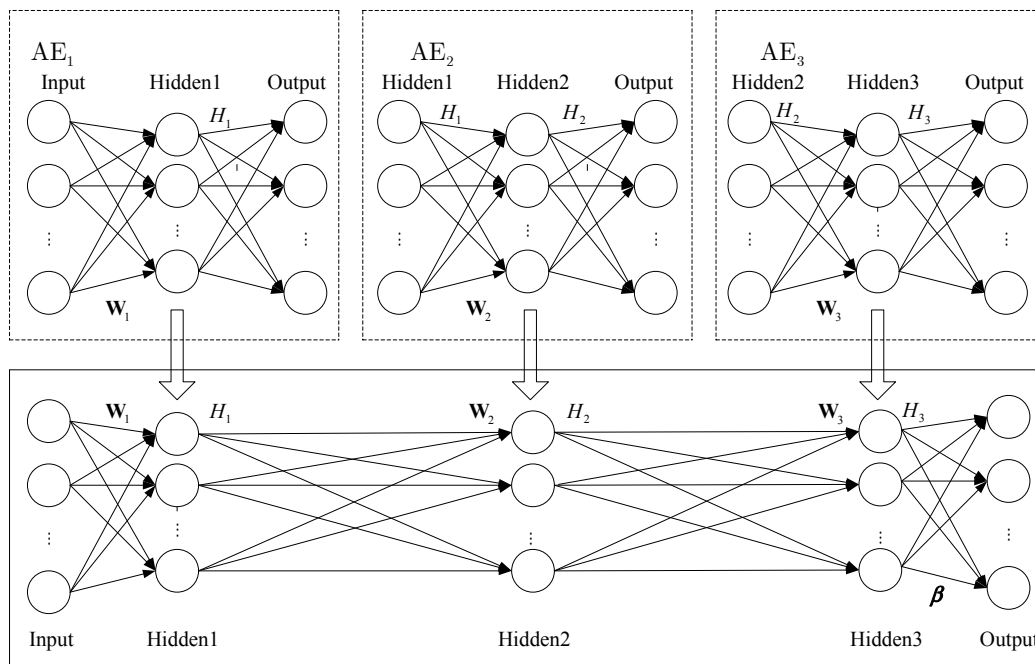 AE₁
Input Hidden1 Output
H₁
W₁
AE₂
Hidden1 Hidden2 Output
H₁ H₂
W₂
AE₃
Hidden2 Hidden3 Output
H₂ H₃
W₃
W₁ H₁ W₂ H₂ W₃ H₃
β
Input Hidden1 Hidden2 Hidden3 Output